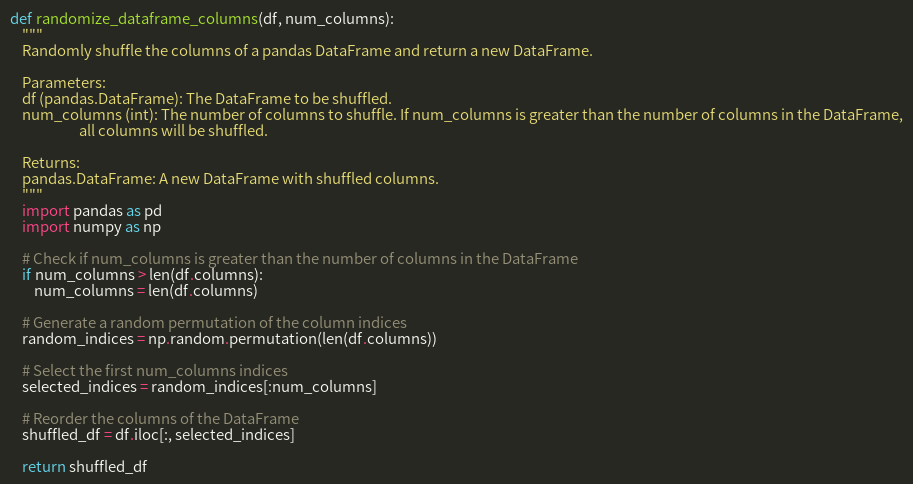 def randomize_dataframe_columns(df, num_columns):
    """
    Randomly shuffle the columns of a pandas DataFrame and return a new DataFrame.

    Parameters:
    df (pandas.DataFrame): The DataFrame to be shuffled.
    num_columns (int): The number of columns to shuffle. If num_columns is greater than the number of columns in the DataFrame,
                       all columns will be shuffled.

    Returns:
    pandas.DataFrame: A new DataFrame with shuffled columns.
    """
    import pandas as pd
    import numpy as np

    # Check if num_columns is greater than the number of columns in the DataFrame
    if num_columns > len(df.columns):
        num_columns = len(df.columns)

    # Generate a random permutation of the column indices
    random_indices = np.random.permutation(len(df.columns))

    # Select the first num_columns indices
    selected_indices = random_indices[:num_columns]

    # Reorder the columns of the DataFrame
    shuffled_df = df.iloc[:, selected_indices]

    return shuffled_df